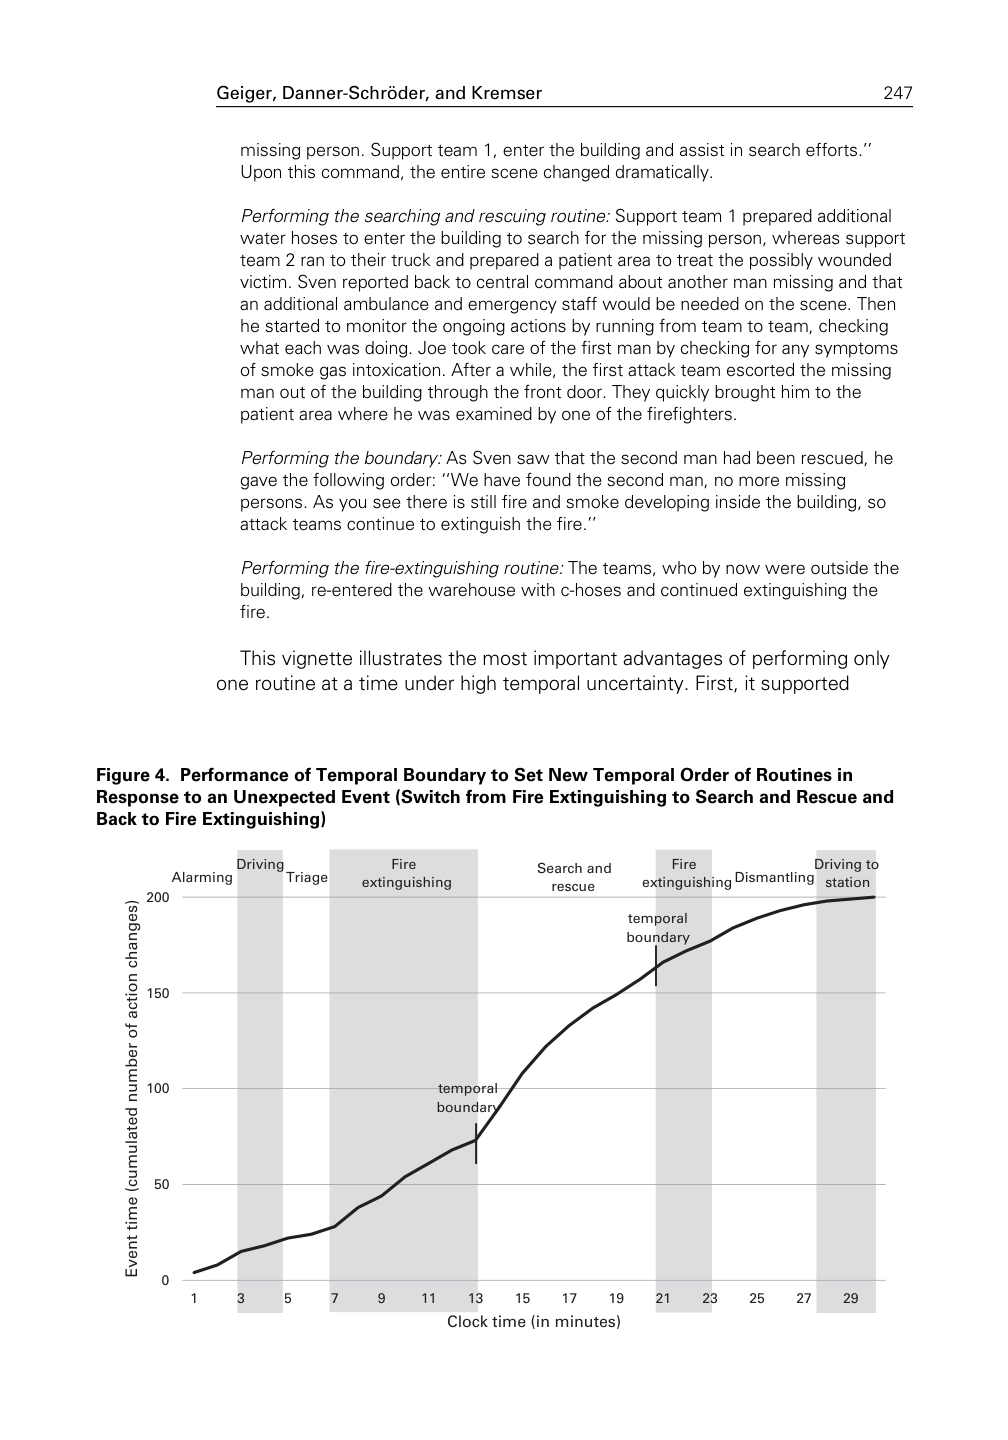 Geiger, Danner-Schröder, and Kremser 247
missing person. Support team 1, enter the building and assist in search efforts.’’
Upon this command, the entire scene changed dramatically.
Performing the searching and rescuing routine: Support team 1 prepared additional
water hoses to enter the building to search for the missing person, whereas support
team 2 ran to their truck and prepared a patient area to treat the possibly wounded
victim. Sven reported back to central command about another man missing and that
an additional ambulance and emergency staff would be needed on the scene. Then
he started to monitor the ongoing actions by running from team to team, checking
what each was doing. Joe took care of the first man by checking for any symptoms
of smoke gas intoxication. After a while, the first attack team escorted the missing
man out of the building through the front door. They quickly brought him to the
patient area where he was examined by one of the firefighters.
Performing the boundary: As Sven saw that the second man had been rescued, he
gave the following order: ‘‘We have found the second man, no more missing
persons. As you see there is still fire and smoke developing inside the building, so
attack teams continue to extinguish the fire.’’
Performing the fire-extinguishing routine: The teams, who by now were outside the
building, re-entered the warehouse with c-hoses and continued extinguishing the
fire.
This vignette illustrates the most important advantages of performing only
one routine at a time under high temporal uncertainty. First, it supported
Figure 4. Performance of Temporal Boundary to Set New Temporal Order of Routines in
Response to an Unexpected Event (Switch from Fire Extinguishing to Search and Rescue and
Back to Fire Extinguishing)
Alarming
Driving
Triage
Fire
extinguishing
Search and
rescue
Fire
extinguishing
Dismantling
Driving to
station
Event time (cumulated number of action changes)
200
150
100
50
0
temporal
boundary
temporal
boundary
1 3 5 7 9 11 13 15 17 19 21 23 25 27 29
Clock time (in minutes)